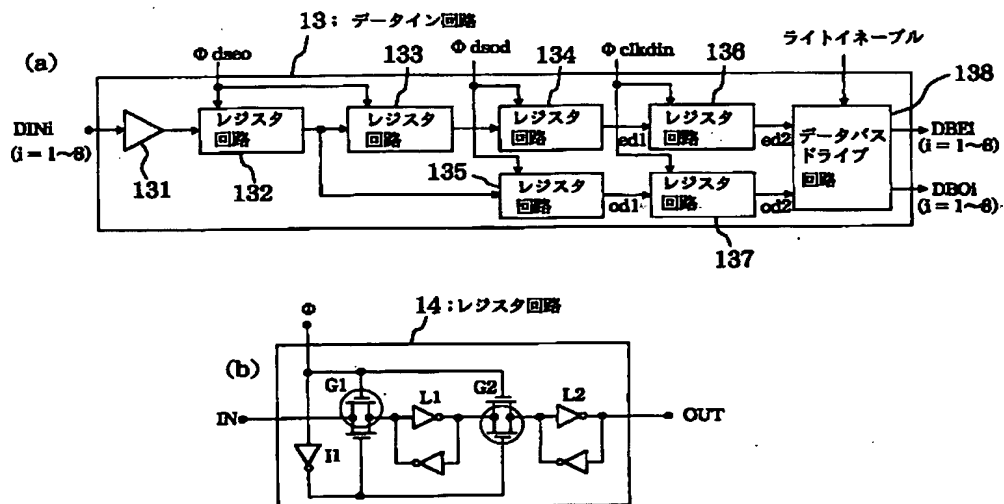 13; データイン回路
(a)
Φdseo
133
Φdsod
134
Φclkdin
136
ライトイネーブル
138
DINi
(i = 1~8)
131
レジスタ
回路
132
レジスタ
回路
レジスタ
回路
ed1
レジスタ
回路
ed2
データバス
ドライブ
回路
DBEi
(i = 1~8)
135
レジスタ
回路
od1
レジスタ
回路
od2
DBOi
(i = 1~8)
137
Φ
14;レジスタ回路
(b)
G1
L1
G2
L2
IN
OUT
I1